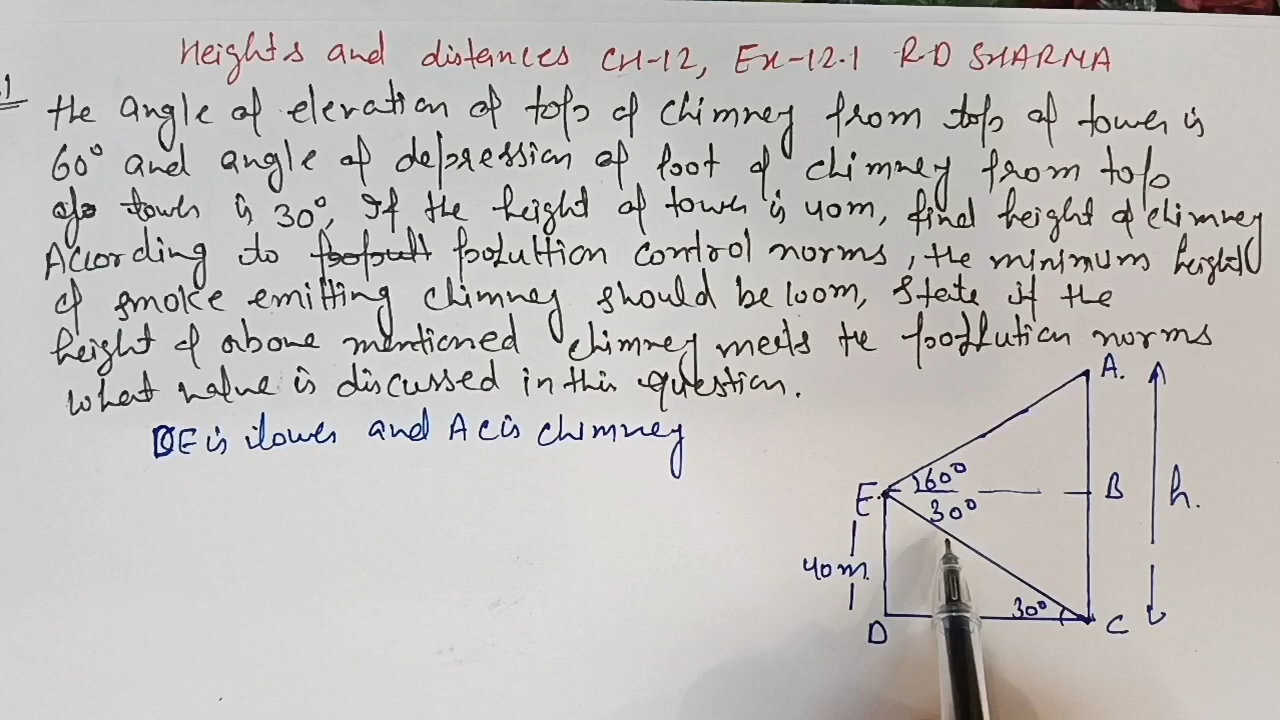 Heights and distances CH-12, Ex-12.1 R-D SHARMA
.1
the angle of elevation of top of chimney from top of tower is
60° and angle of depression of foot of chimney from top
of tower is 30°, If the height of tower is 40m, find height of chimney
According to pollution control norms, the minimum height
of smoke emitting chimney should be 100m, state if the
height of above mentioned chimney meets the pollution norms
what value is discussed in this question.
DE is tower and AC is chimney
A.
E 60° B h.
30°
40m.
30°
D C